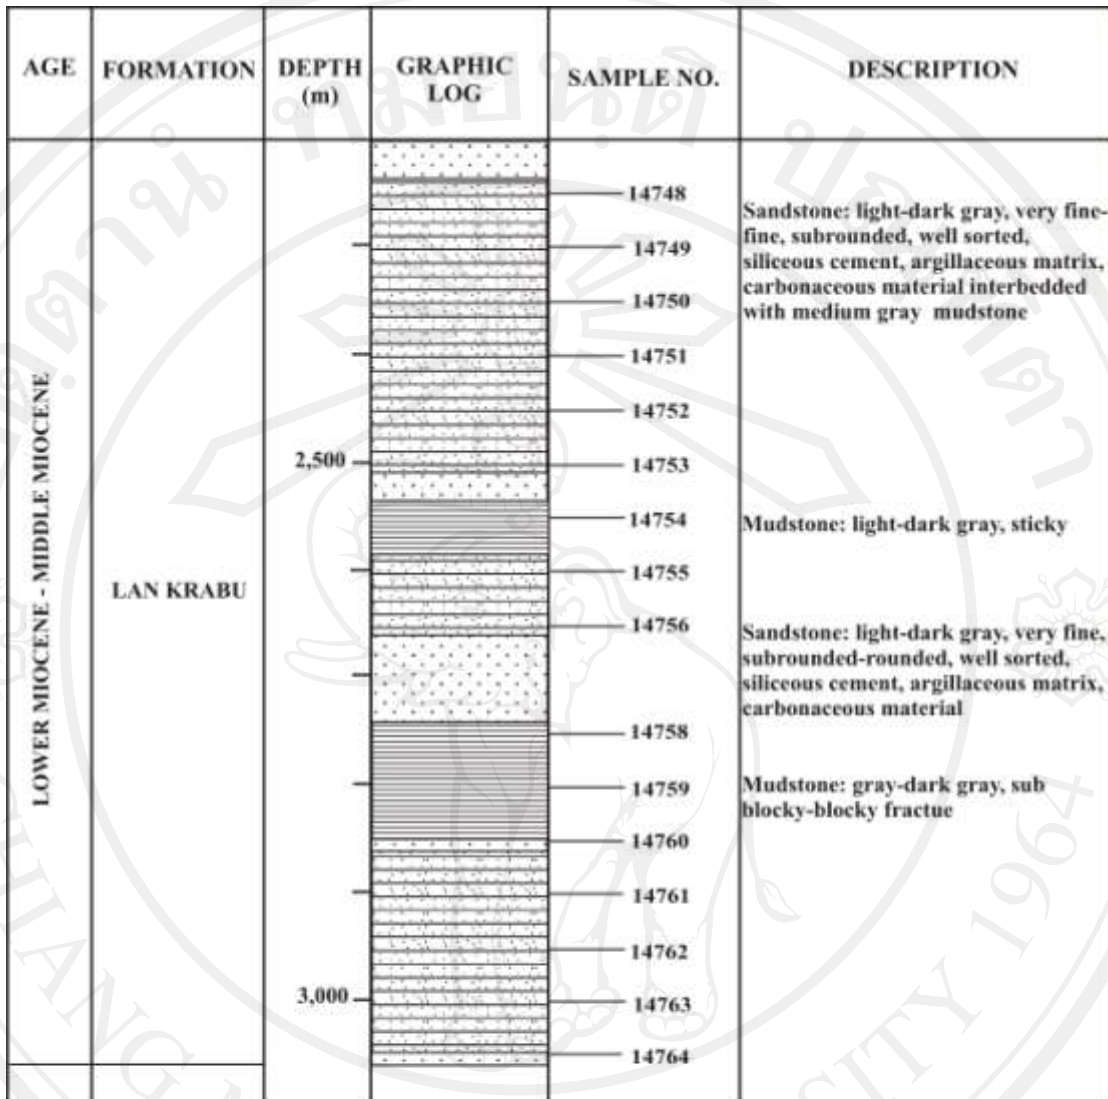 AGE
FORMATION
DEPTH
(m)
GRAPHIC
LOG
SAMPLE NO.
DESCRIPTION
LOWER MIOCENE - MIDDLE MIOCENE
LAN KRABU
2,500
3,000
14748
14749
14750
14751
14752
14753
14754
14755
14756
14758
14759
14760
14761
14762
14763
14764
Sandstone: light-dark gray, very fine-
fine, subrounded, well sorted,
siliceous cement, argillaceous matrix,
carbonaceous material interbedded
with medium gray mudstone
Mudstone: light-dark gray, sticky
Sandstone: light-dark gray, very fine,
subrounded-rounded, well sorted,
siliceous cement, argillaceous matrix,
carbonaceous material
Mudstone: gray-dark gray, sub
blocky-blocky fractue